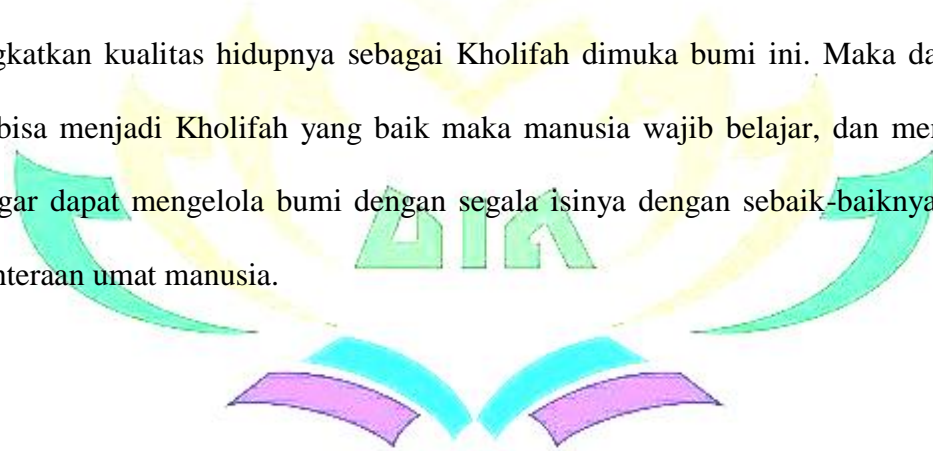 gkatkan kualitas hidupnya sebagai Kholifah dimuka bumi ini. Maka da
bisa menjadi Kholifah yang baik maka manusia wajib belajar, dan mer
gar dapat mengelola bumi dengan segala isinya dengan sebaik-baiknya
nteraan umat manusia.